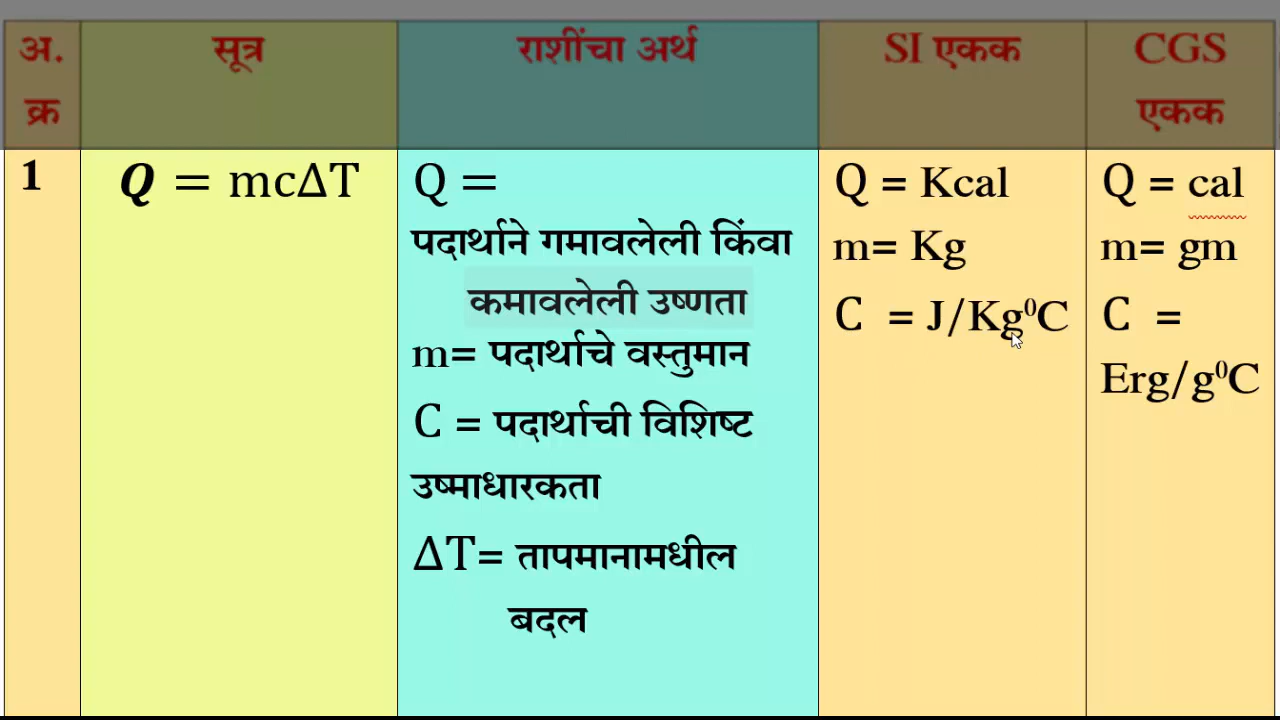 अ.
क्र
सूत्र
राशींचा अर्थ
SI एकक
CGS
एकक
1
Q = mcΔT
Q =
पदार्थाने गमावलेली किंवा
कमावलेली उष्णता
m= पदार्थाचे वस्तुमान
C = पदार्थाची विशिष्ट
उष्माधारकता
ΔT= तापमानामधील
बदल
Q = Kcal
m= Kg
C = J/Kg⁰C
Q = cal
m= gm
C =
Erg/g⁰C